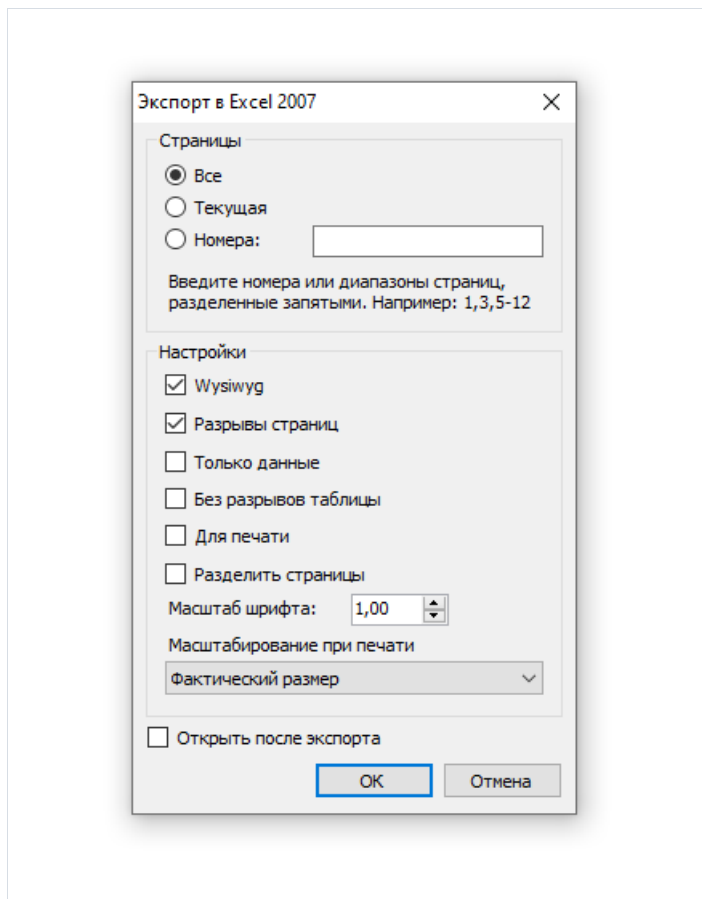 Экспорт в Excel 2007
Страницы
Все
Текущая
Номера:
Введите номера или диапазоны страниц,
разделенные запятыми. Например: 1,3,5-12
Настройки
Wysiwyg
Разрывы страниц
Только данные
Без разрывов таблицы
Для печати
Разделить страницы
Масштаб шрифта: 1,00
Масштабирование при печати
Фактический размер
Открыть после экспорта
ОК Отмена